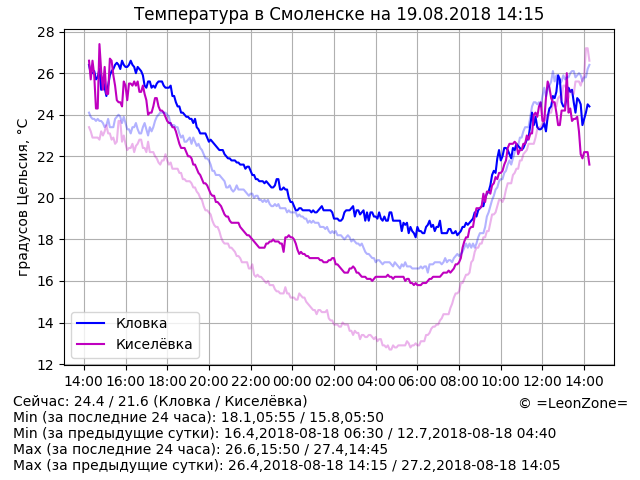 Температура в Смоленске на 19.08.2018 14:15
28
26
24
22
20
18
16
14
12
градусов Цельсия, °C
Кловка
Киселёвка
14:00 16:00 18:00 20:00 22:00 00:00 02:00 04:00 06:00 08:00 10:00 12:00 14:00
Сейчас: 24.4 / 21.6 (Кловка / Киселёвка)
© =LeonZone=
Min (за последние 24 часа): 18.1,05:55 / 15.8,05:50
Min (за предыдущие сутки): 16.4,2018-08-18 06:30 / 12.7,2018-08-18 04:40
Max (за последние 24 часа): 26.6,15:50 / 27.4,14:45
Max (за предыдущие сутки): 26.4,2018-08-18 14:15 / 27.2,2018-08-18 14:05